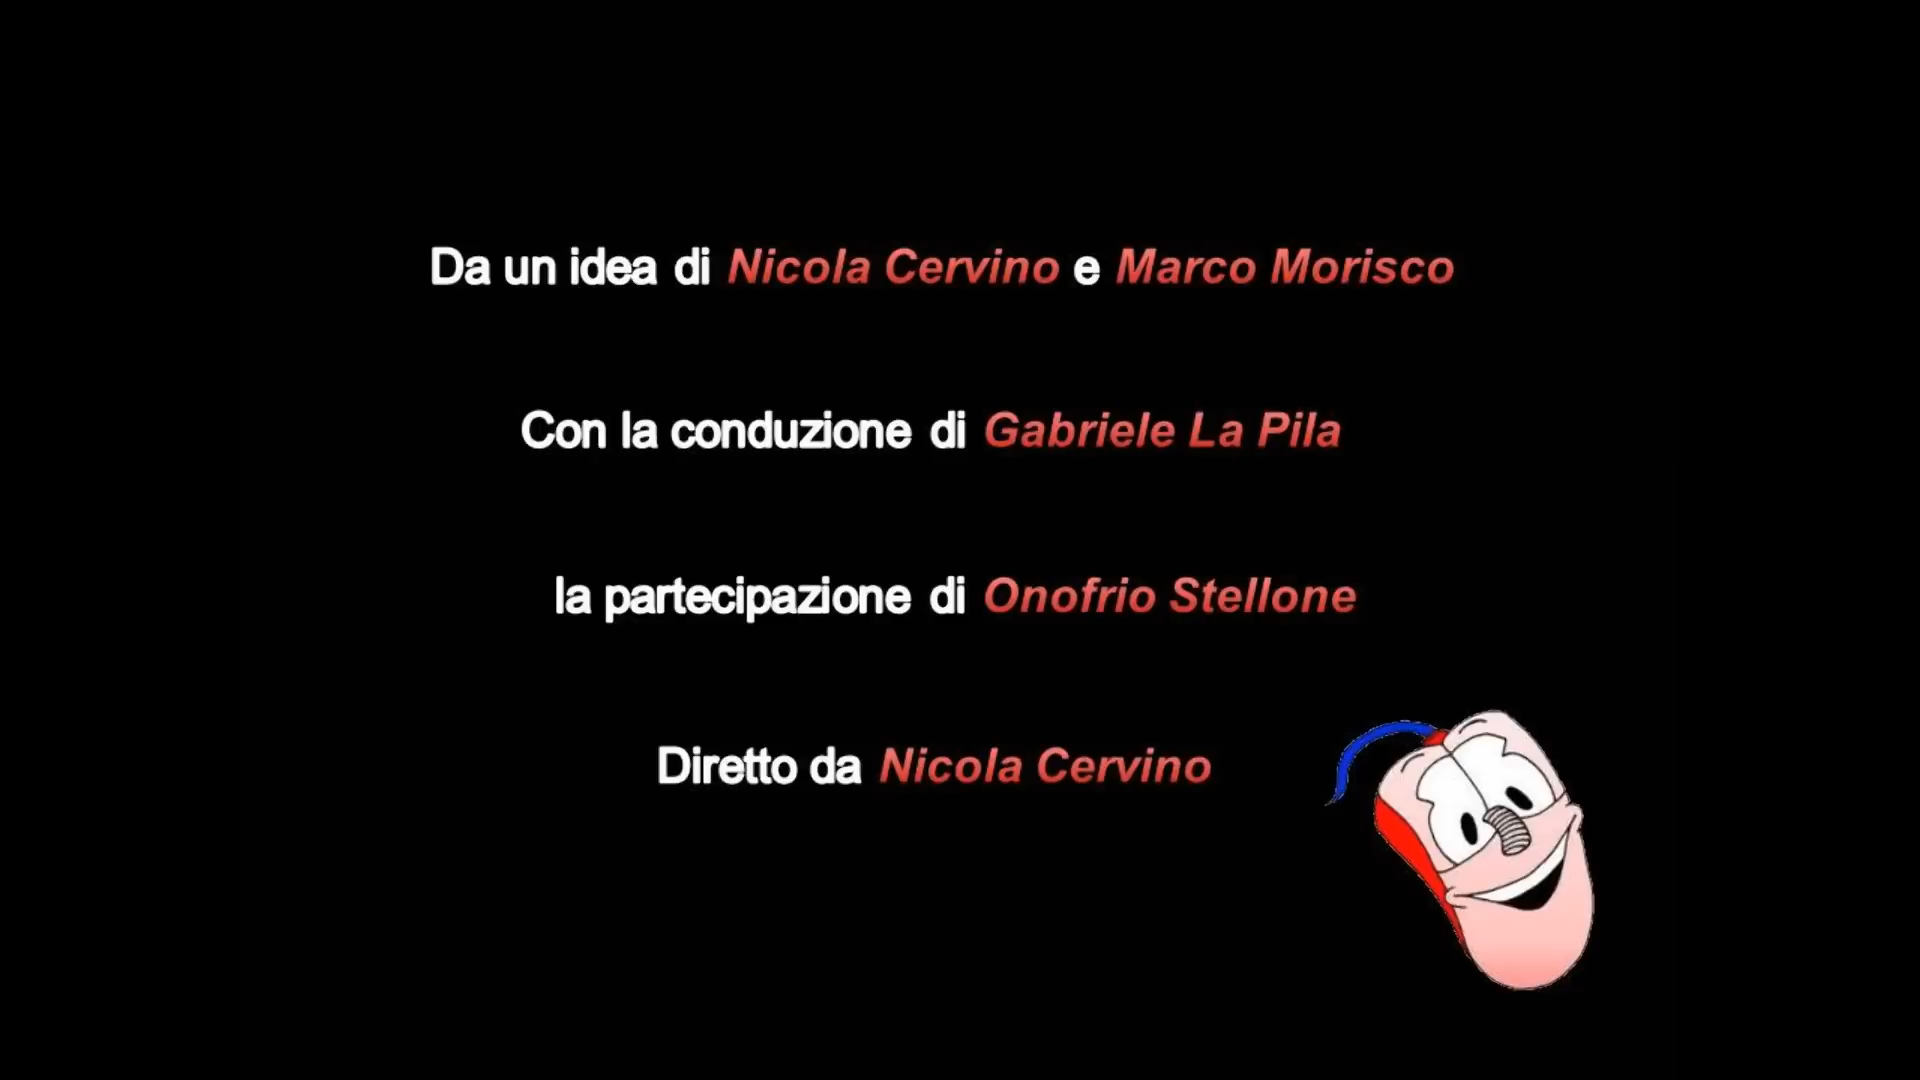 Da un idea di Nicola Cervino e Marco Morisco
Con la conduzione di Gabriele La Pila
la partecipazione di Onofrio Stellone
Diretto da Nicola Cervino